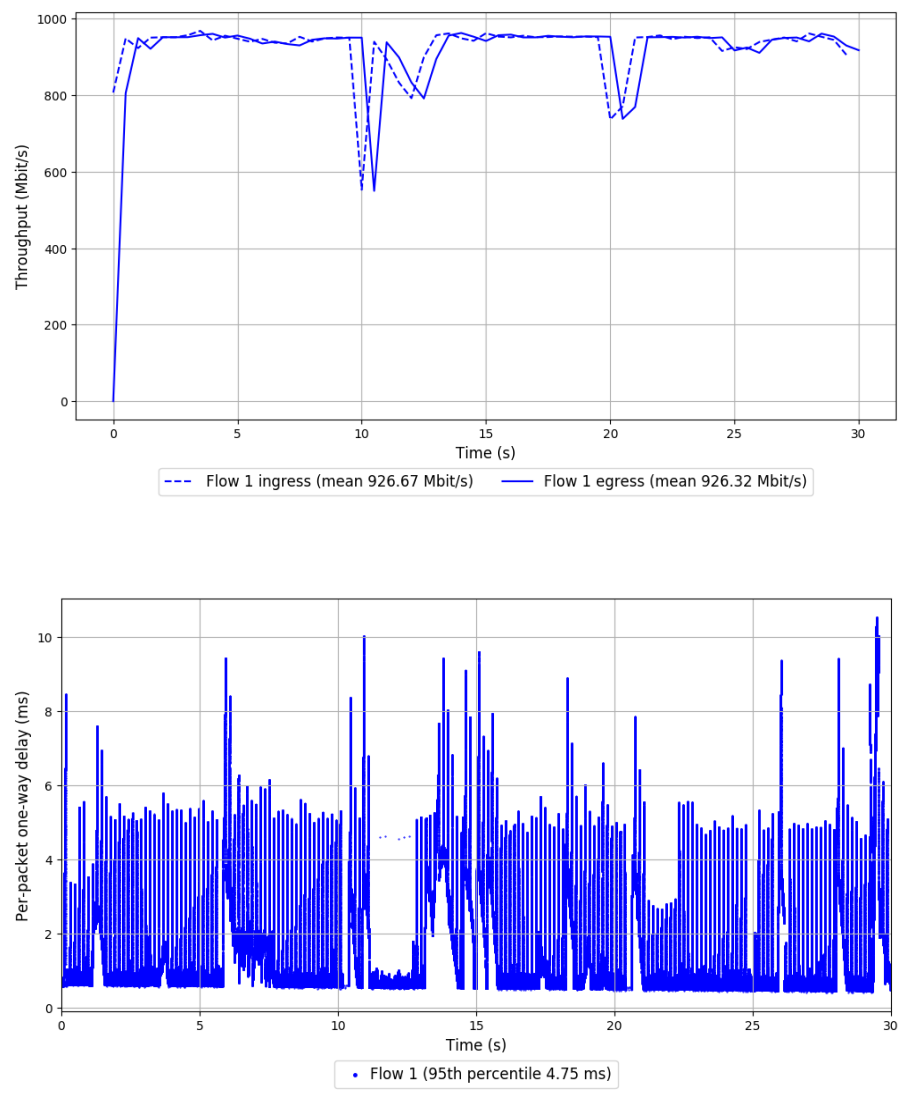 1000
800
600
400
200
0
Throughput (Mbit/s)
0 5 10 15 20 25 30
Time (s)
Flow 1 ingress (mean 926.67 Mbit/s) Flow 1 egress (mean 926.32 Mbit/s)
10
8
6
4
2
0
Per-packet one-way delay (ms)
0 5 10 15 20 25 30
Time (s)
Flow 1 (95th percentile 4.75 ms)